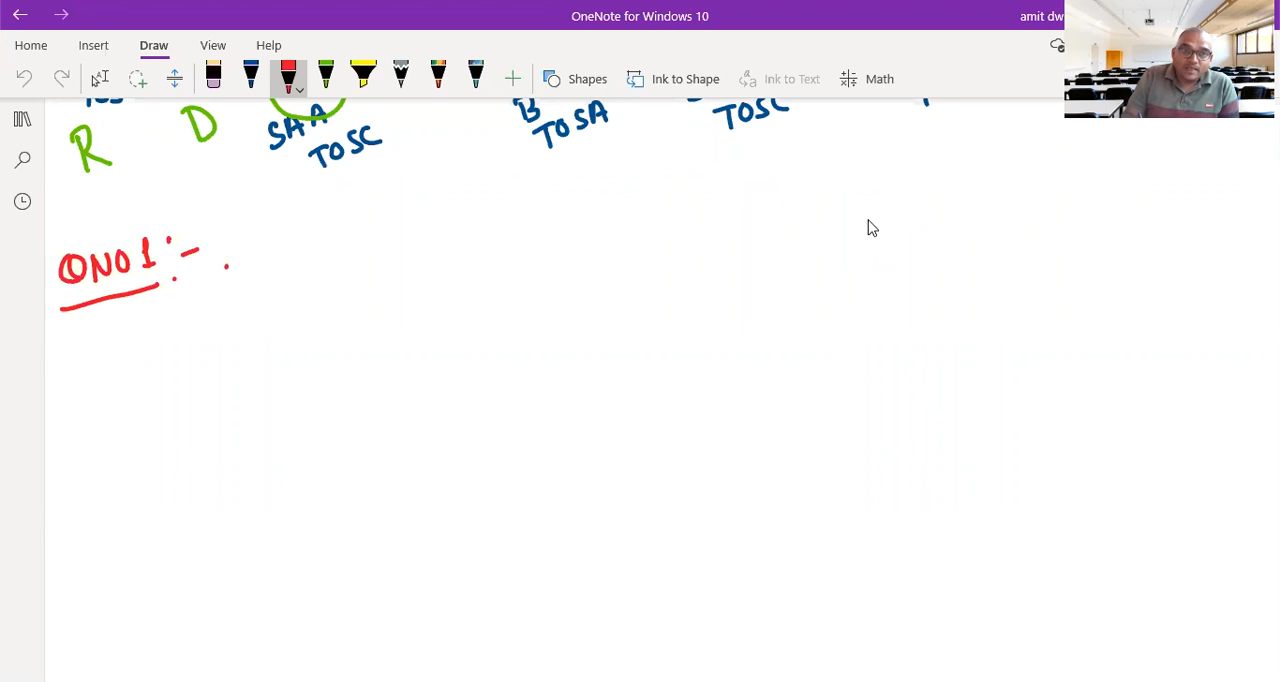 OneNote for Windows 10
amit dw
Home Insert Draw View Help
Shapes Ink to Shape Ink to Text Math
R D SAA TOSC B TOSA TOSC
QNO1:- .